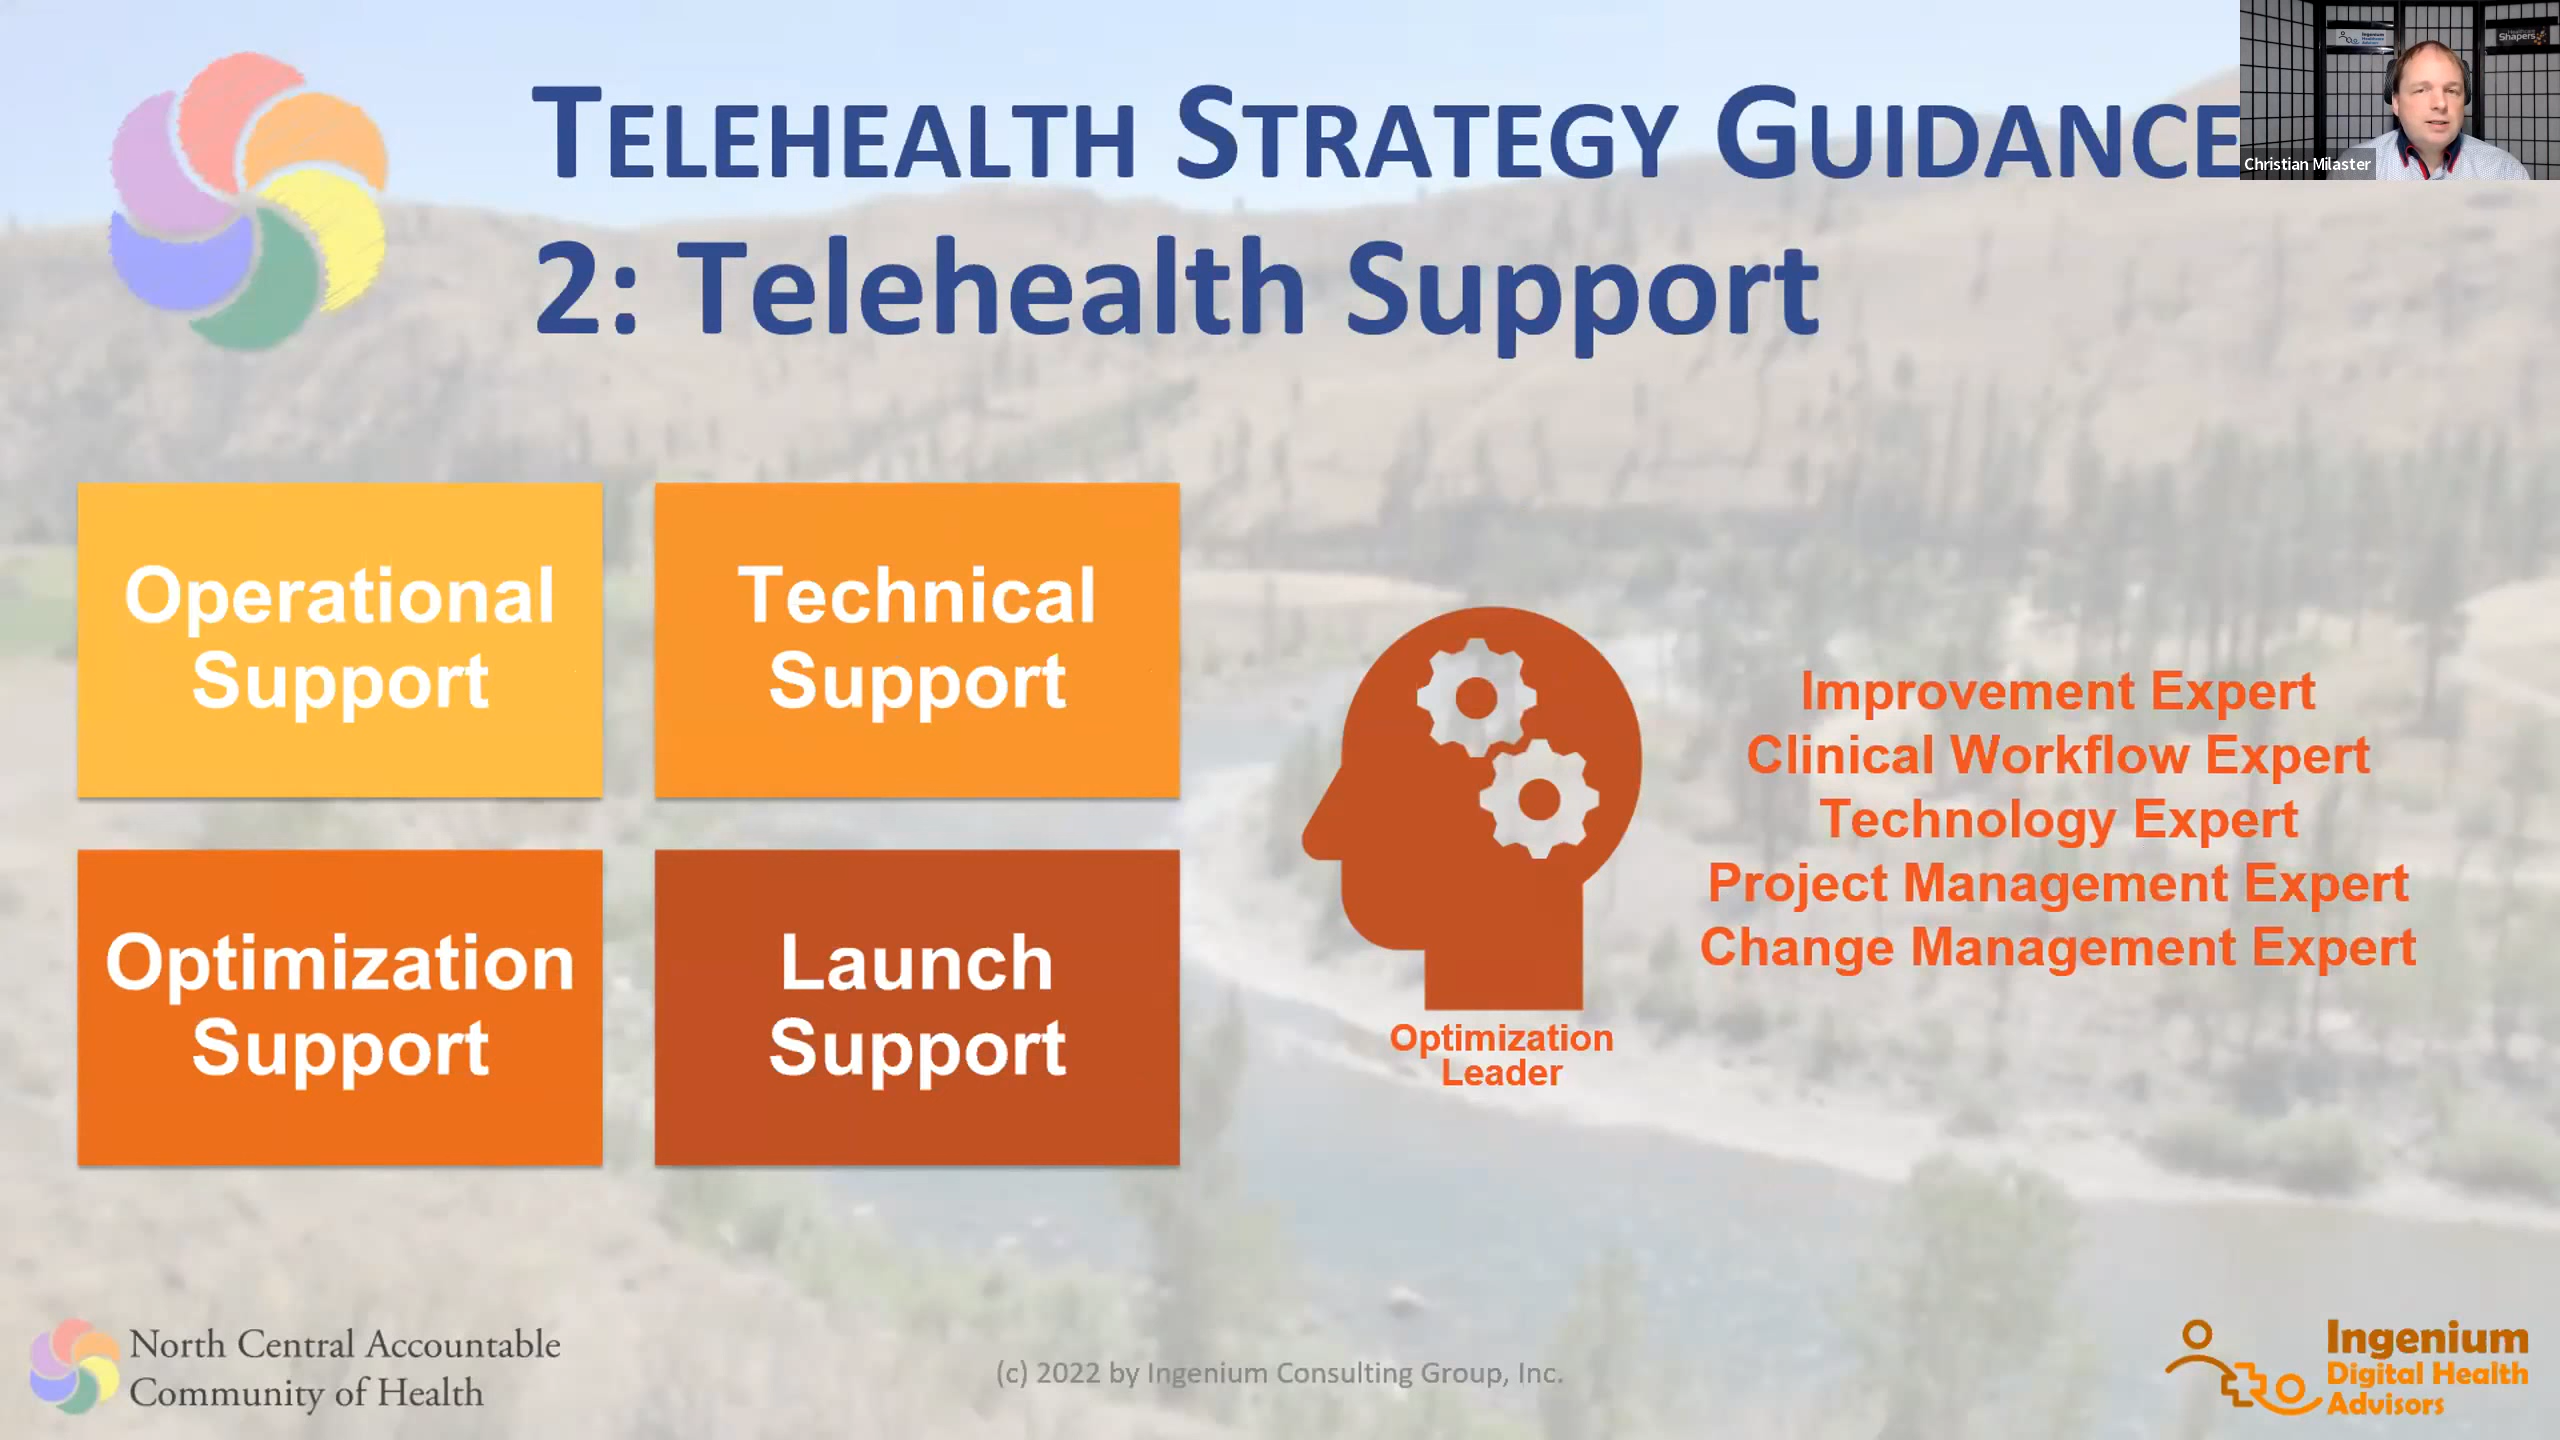 TELEHEALTH STRATEGY GUIDANCE
2: Telehealth Support
Ingenium
Shapers
Christian Milaster
Operational
Support
Technical
Support
Optimization
Support
Launch
Support
Optimization
Leader
Improvement Expert
Clinical Workflow Expert
Technology Expert
Project Management Expert
Change Management Expert
North Central Accountable
Community of Health
(c) 2022 by Ingenium Consulting Group, Inc.
Ingenium
Digital Health
Advisors